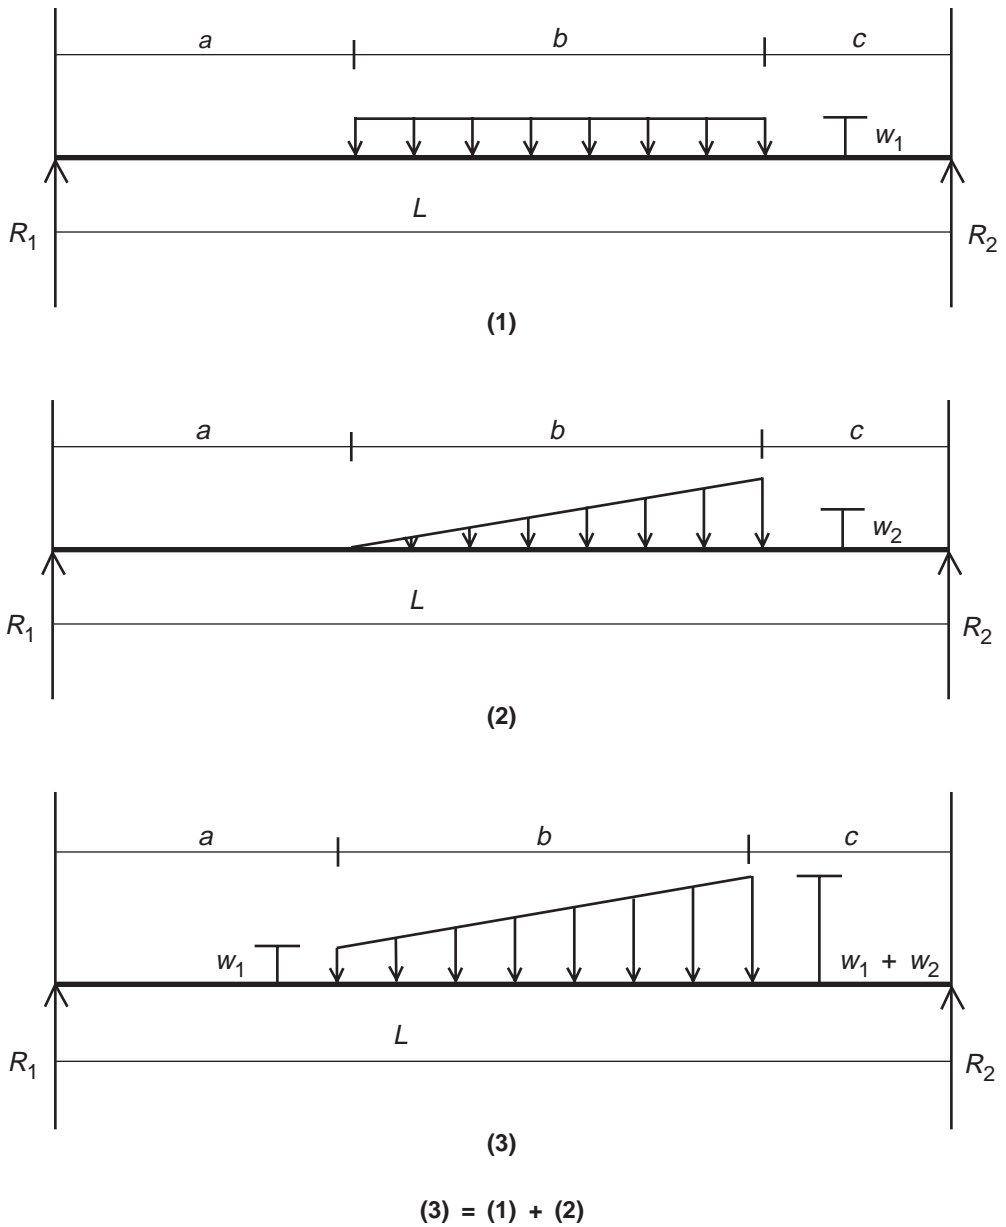 a b c
w1
L
R1 R2
(1)
a b c
w2
L
R1 R2
(2)
a b c
w1 w1 + w2
L
R1 R2
(3)
(3) = (1) + (2)